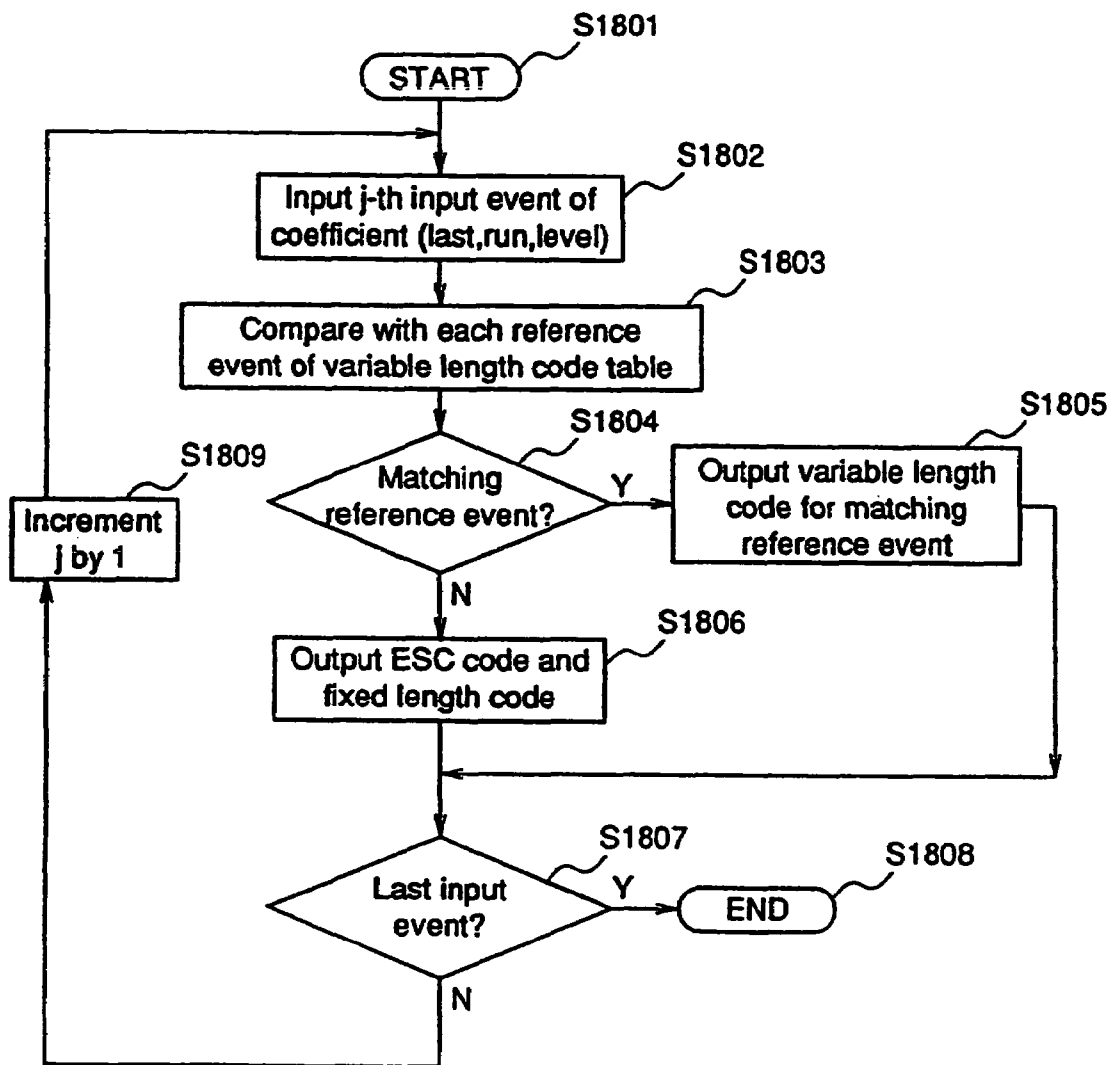 S1801
START
S1802
Input j-th input event of
coefficient (last,run,level)
S1803
Compare with each reference
event of variable length code table
S1804
Matching
reference event?
Y
S1805
Output variable length
code for matching
reference event
S1809
Increment
j by 1
N
S1806
Output ESC code and
fixed length code
S1807
Last input
event?
Y
S1808
END
N